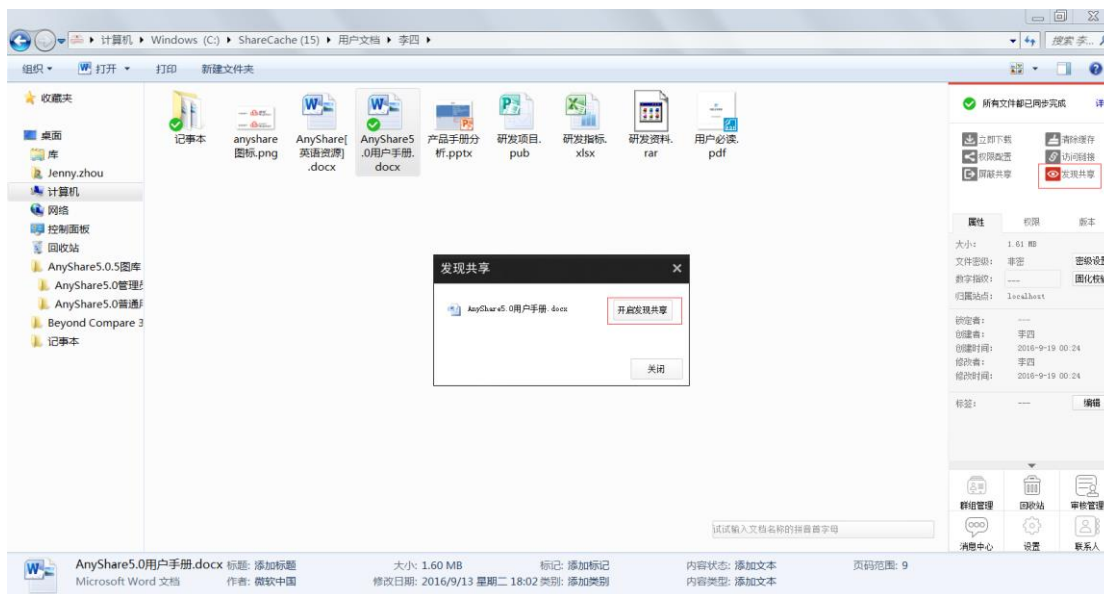 计算机 Windows (C:) ShareCache (15) 用户文档 李四
搜索 李...
组织 打开 打印 新建文件夹
收藏夹
桌面
库
Jenny.zhou
计算机
网络
控制面板
回收站
AnyShare5.0.5图库
AnyShare5.0管理
AnyShare5.0普通
Beyond Compare 3
记事本
记事本
anyshare
图标.png
AnyShare[
英语资源]
.docx
AnyShare5
.0用户手册.
docx
产品手册分
析.pptx
研发项目.
pub
研发指标.
xlsx
研发资料.
rar
用户必读.
pdf
发现共享
AnyShare5.0用户手册.docx 开启发现共享
关闭
所有文件都已同步完成 详
立即下载 清除缓存
权限配置 访问链接
屏蔽共享 发现共享
属性 权限 版本
大小: 1.61 MB
文件密级: 非密 密级设
数字指纹: --- 固化校
归属站点: localhost
锁定者: ---
创建者: 李四
创建时间: 2016-9-19 00:24
修改者: 李四
修改时间: 2016-9-19 00:24
标签: --- 编辑
群组管理 回收站 审核管理
消息中心 设置 联系人
试试输入文档名称的拼音首字母
AnyShare5.0用户手册.docx 标题: 添加标题 大小: 1.60 MB 标记: 添加标记 内容状态: 添加文本 页码范围: 9
Microsoft Word 文档 作者: 微软中国 修改日期: 2016/9/13 星期二 18:02 类别: 添加类别 内容类型: 添加文本